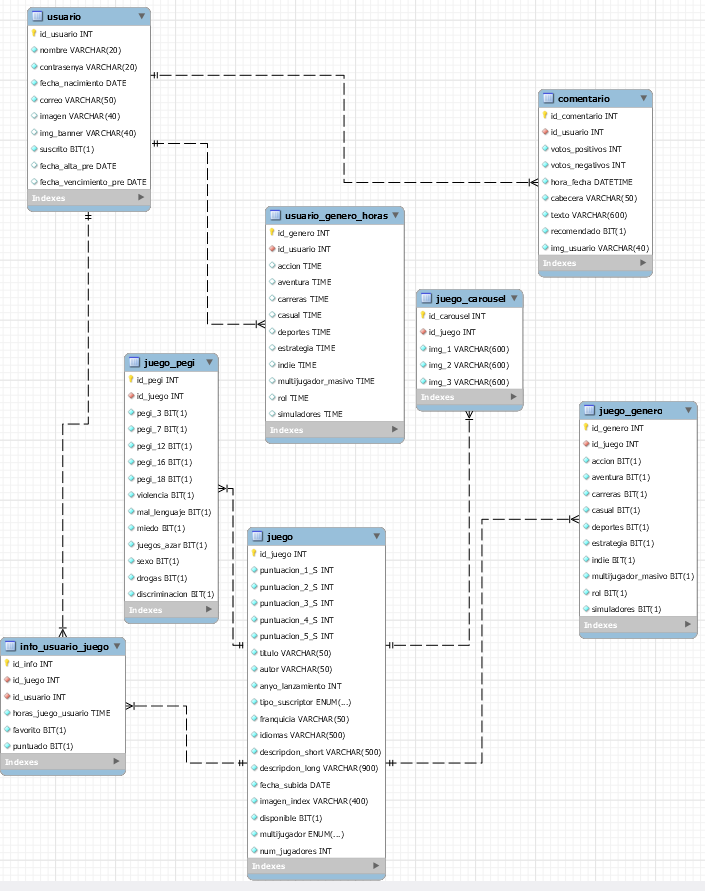 usuario
id_usuario INT
nombre VARCHAR(20)
contrasenya VARCHAR(20)
fecha_nacimiento DATE
correo VARCHAR(50)
imagen VARCHAR(40)
img_banner VARCHAR(40)
suscrito BIT(1)
fecha_alta_pre DATE
fecha_vencimiento_pre DATE
Indexes
comentario
id_comentario INT
id_usuario INT
votos_positivos INT
votos_negativos INT
hora_fecha DATETIME
cabecera VARCHAR(50)
texto VARCHAR(600)
recomendado BIT(1)
img_usuario VARCHAR(40)
Indexes
usuario_genero_horas
id_genero INT
id_usuario INT
accion TIME
aventura TIME
carreras TIME
casual TIME
deportes TIME
estrategia TIME
indie TIME
multijugador_masivo TIME
rol TIME
simuladores TIME
Indexes
juego_carousel
id_carousel INT
id_juego INT
img_1 VARCHAR(600)
img_2 VARCHAR(600)
img_3 VARCHAR(600)
Indexes
juego_pegi
id_pegi INT
id_juego INT
pegi_3 BIT(1)
pegi_7 BIT(1)
pegi_12 BIT(1)
pegi_16 BIT(1)
pegi_18 BIT(1)
violencia BIT(1)
mal_lenguaje BIT(1)
miedo BIT(1)
juegos_azar BIT(1)
sexo BIT(1)
drogas BIT(1)
discriminacion BIT(1)
Indexes
juego_genero
id_genero INT
id_juego INT
accion BIT(1)
aventura BIT(1)
carreras BIT(1)
casual BIT(1)
deportes BIT(1)
estrategia BIT(1)
indie BIT(1)
multijugador_masivo BIT(1)
rol BIT(1)
simuladores BIT(1)
Indexes
juego
id_juego INT
puntuacion_1_S INT
puntuacion_2_S INT
puntuacion_3_S INT
puntuacion_4_S INT
puntuacion_5_S INT
titulo VARCHAR(50)
autor VARCHAR(50)
anyo_lanzamiento INT
tipo_suscriptor ENUM(...)
franquicia VARCHAR(50)
idiomas VARCHAR(500)
descripcion_short VARCHAR(500)
descripcion_long VARCHAR(900)
fecha_subida DATE
imagen_index VARCHAR(400)
disponible BIT(1)
multijugador ENUM(...)
num_jugadores INT
Indexes
info_usuario_juego
id_info INT
id_juego INT
id_usuario INT
horas_juego_usuario TIME
favorito BIT(1)
puntuado BIT(1)
Indexes